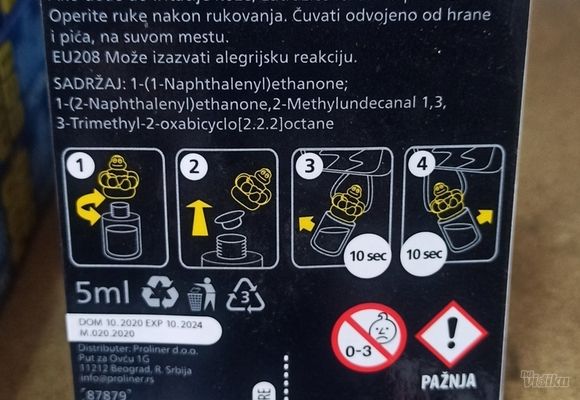 Operite ruke nakon rukovanja. Čuvati odvojeno od hrane
i pića, na suvom mestu.
EU208 Može izazvati alegrijsku reakciju.
SADRŽAJ: 1-(1-Naphthalenyl)ethanone;
1-(2-Naphthalenyl)ethanone,2-Methylundecanal 1,3,
3-Trimethyl-2-oxabicyclo[2.2.2]octane
1
2
3
4
10 sec
10 sec
5ml
3
DOM 10.2020 EXP 10.2024
M.020.2020
Distributer: Proliner d.o.o.
Put za Ovču 1G
11212 Beograd, R. Srbija
info@proliner.rs
0-3
PAŽNJA
87879